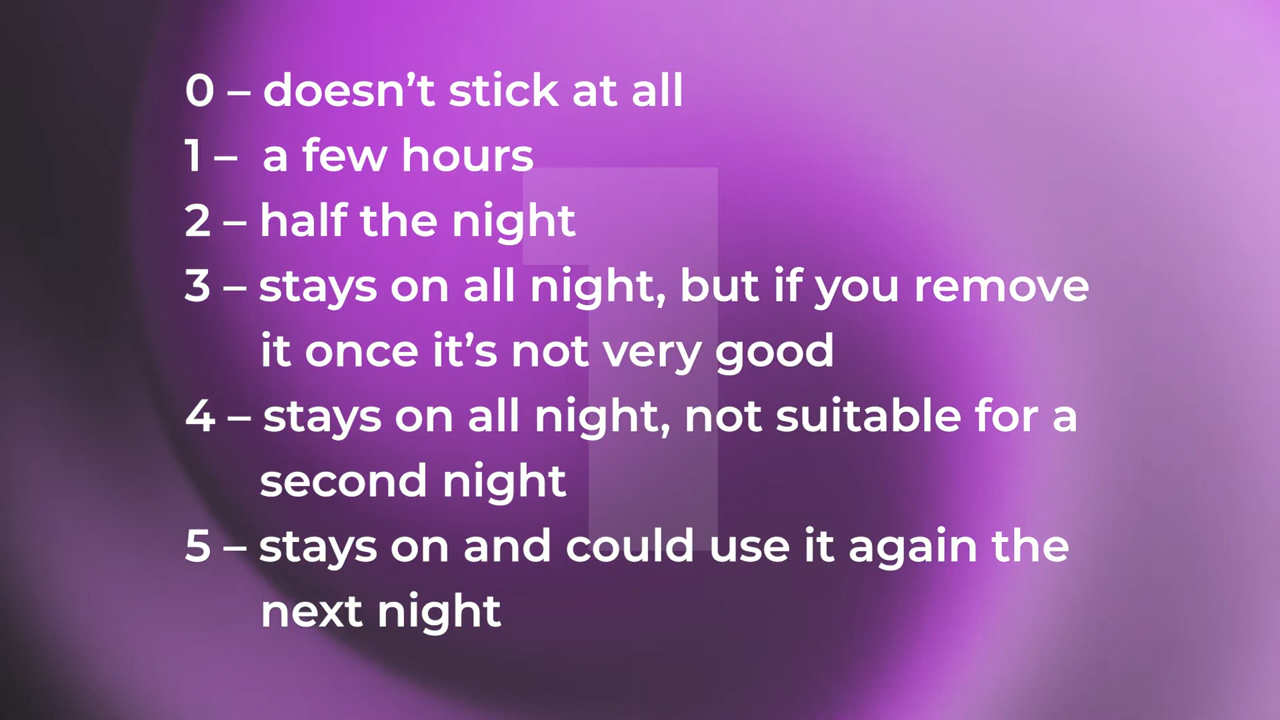 0 – doesn’t stick at all
1 – a few hours
2 – half the night
3 – stays on all night, but if you remove
it once it’s not very good
4 – stays on all night, not suitable for a
second night
5 – stays on and could use it again the
next night
1